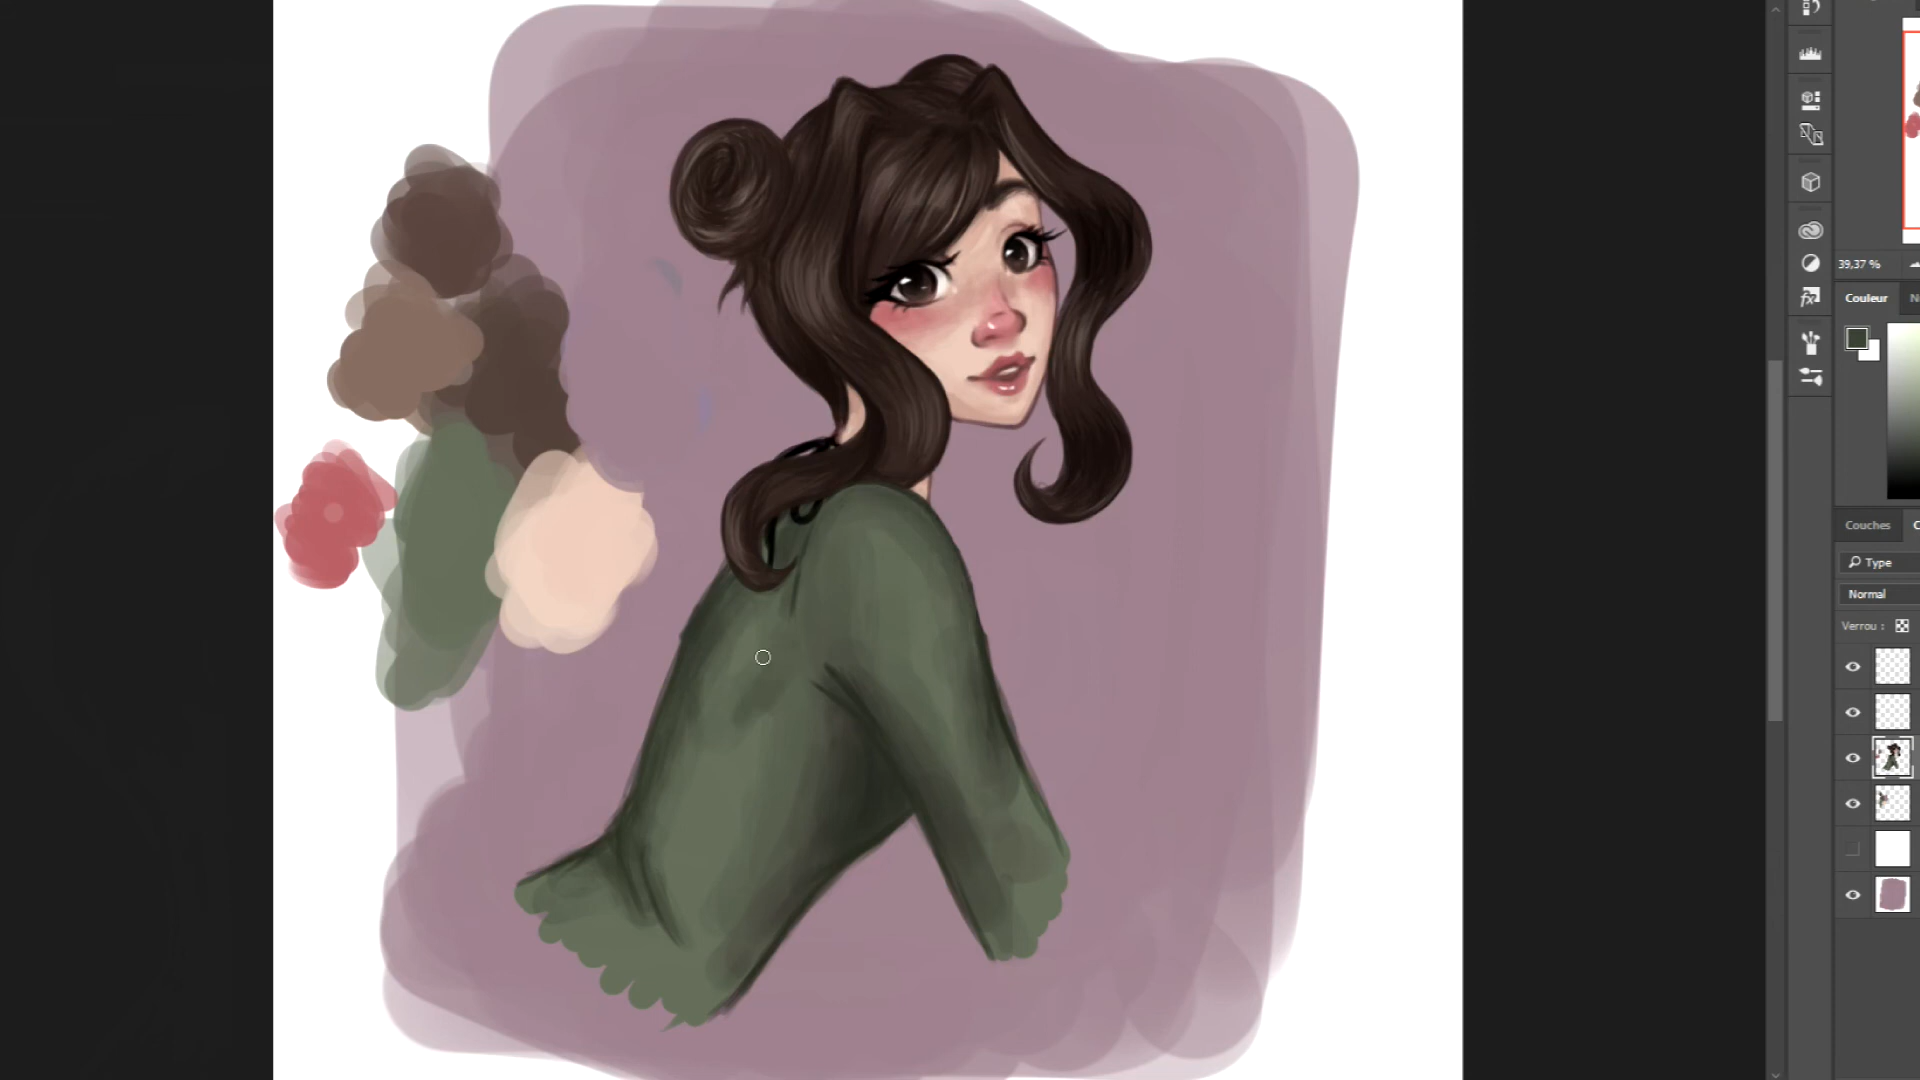 39,37 %
Couleur
Couches
Type
Normal
Verrou :